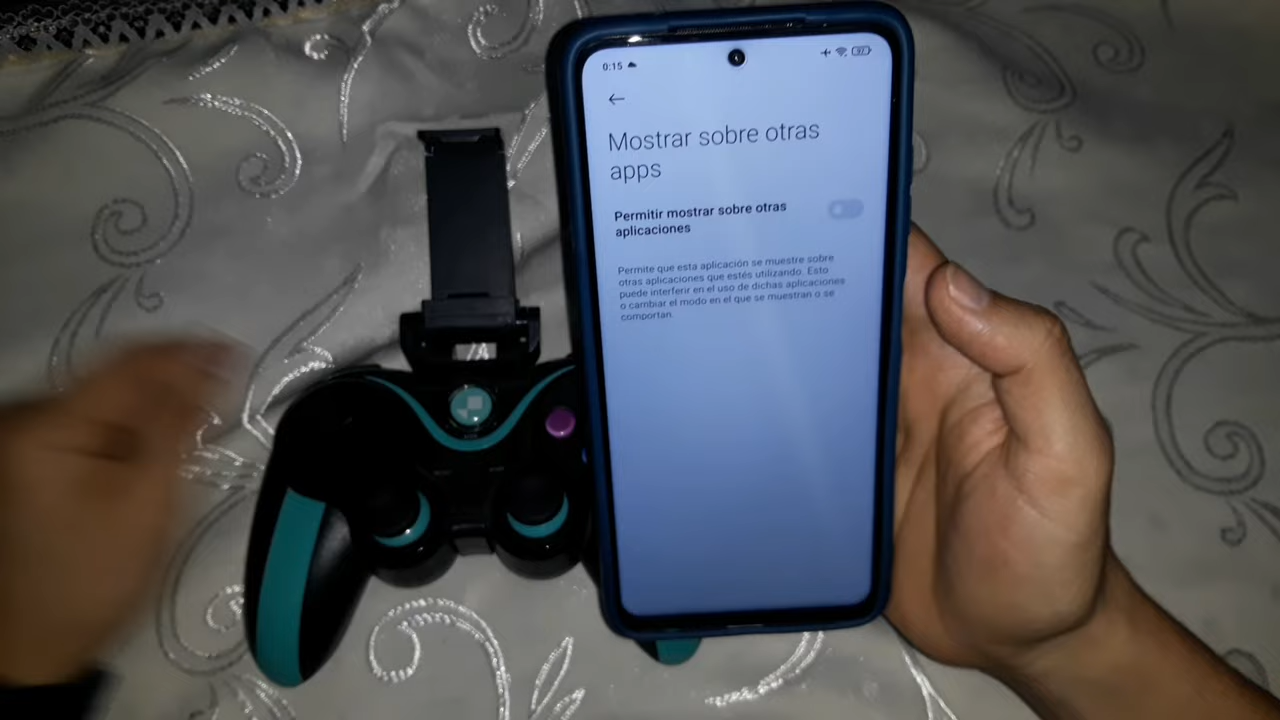 0:15
97
Mostrar sobre otras
apps
Permitir mostrar sobre otras
aplicaciones
Permite que esta aplicación se muestre sobre
otras aplicaciones que estés utilizando. Esto
puede interferir en el uso de dichas aplicaciones
o cambiar el modo en el que se muestran o se
comportan.